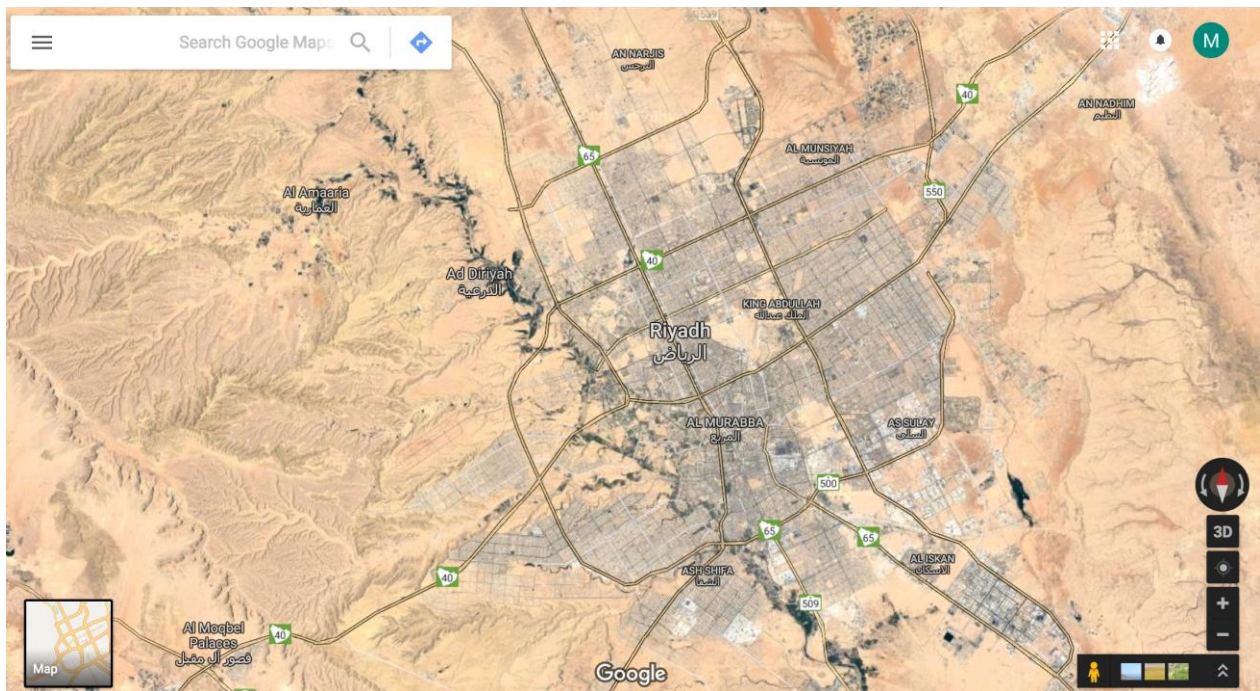 Search Google Maps
M
539
AN NARJIS
النرجس
40
AN NADHIM
النظيم
65
AL MUNSIYAH
المونسية
Al Amaaria
العمارية
550
40
Ad Diriyah
الدرعية
KING ABDULLAH
الملك عبدالله
Riyadh
الرياض
AL MURABBA
المربع
AS SULAY
السلي
500
65
65
3D
ASH SHIFA
الشفا
AL ISKAN
الاسكان
40
509
40
Al Moqbel
Palaces
قصور آل مقبل
Map
Google